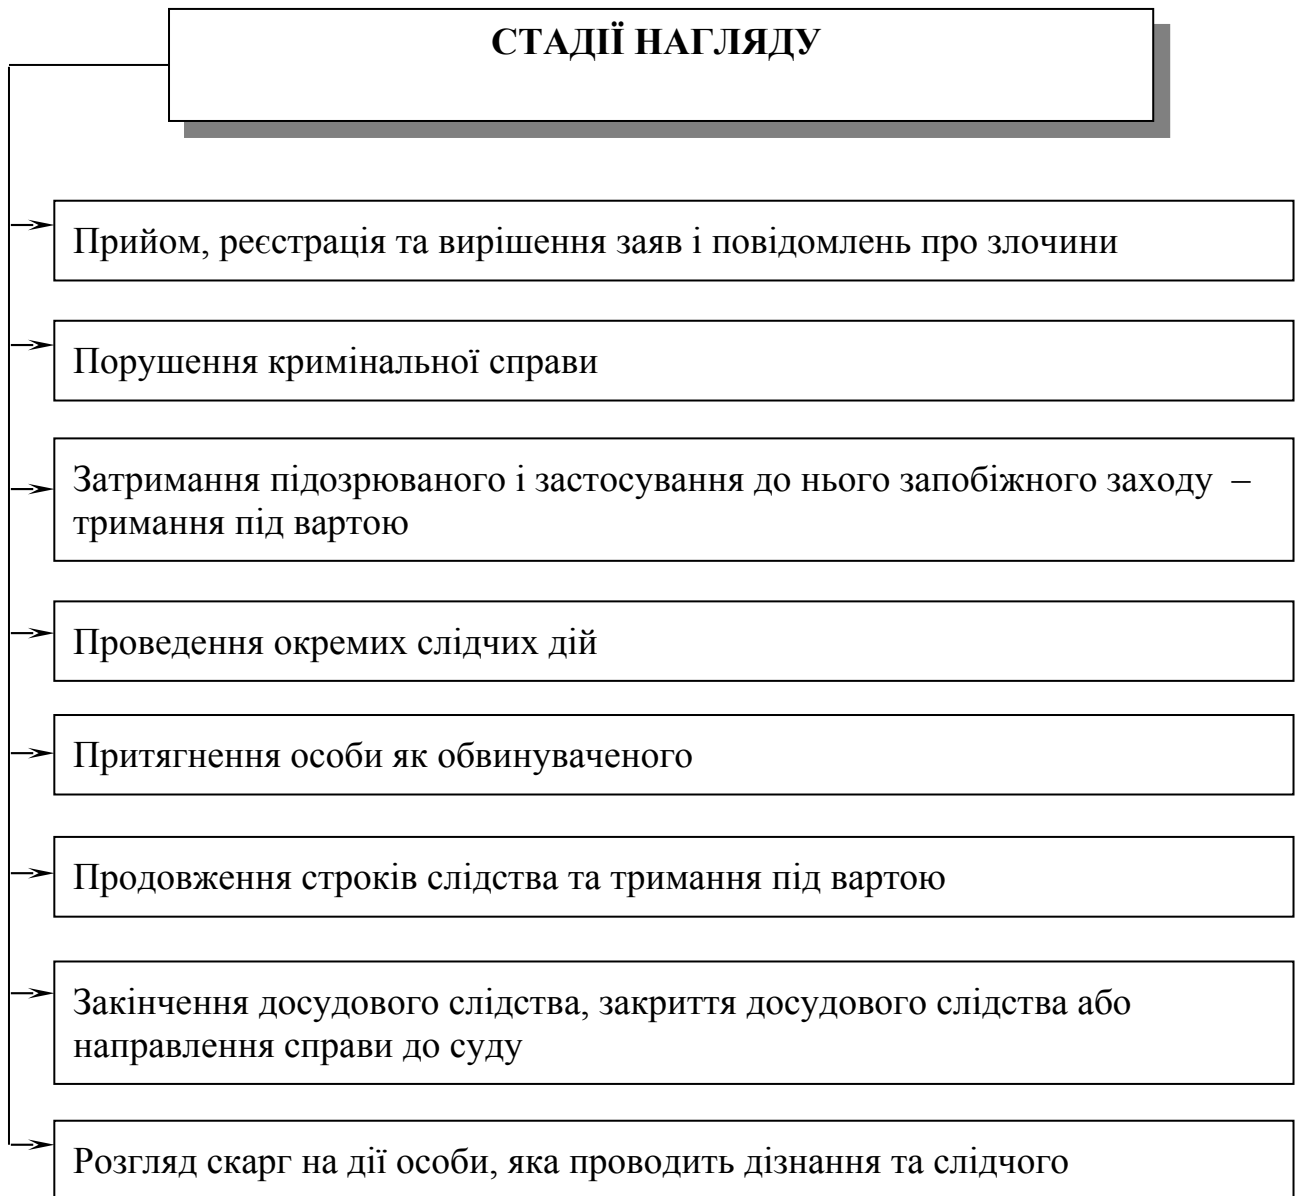 СТАДІЇ НАГЛЯДУ
Прийом, реєстрація та вирішення заяв і повідомлень про злочини
Порушення кримінальної справи
Затримання підозрюваного і застосування до нього запобіжного заходу –
тримання під вартою
Проведення окремих слідчих дій
Притягнення особи як обвинуваченого
Продовження строків слідства та тримання під вартою
Закінчення досудового слідства, закриття досудового слідства або
направлення справи до суду
Розгляд скарг на дії особи, яка проводить дізнання та слідчого